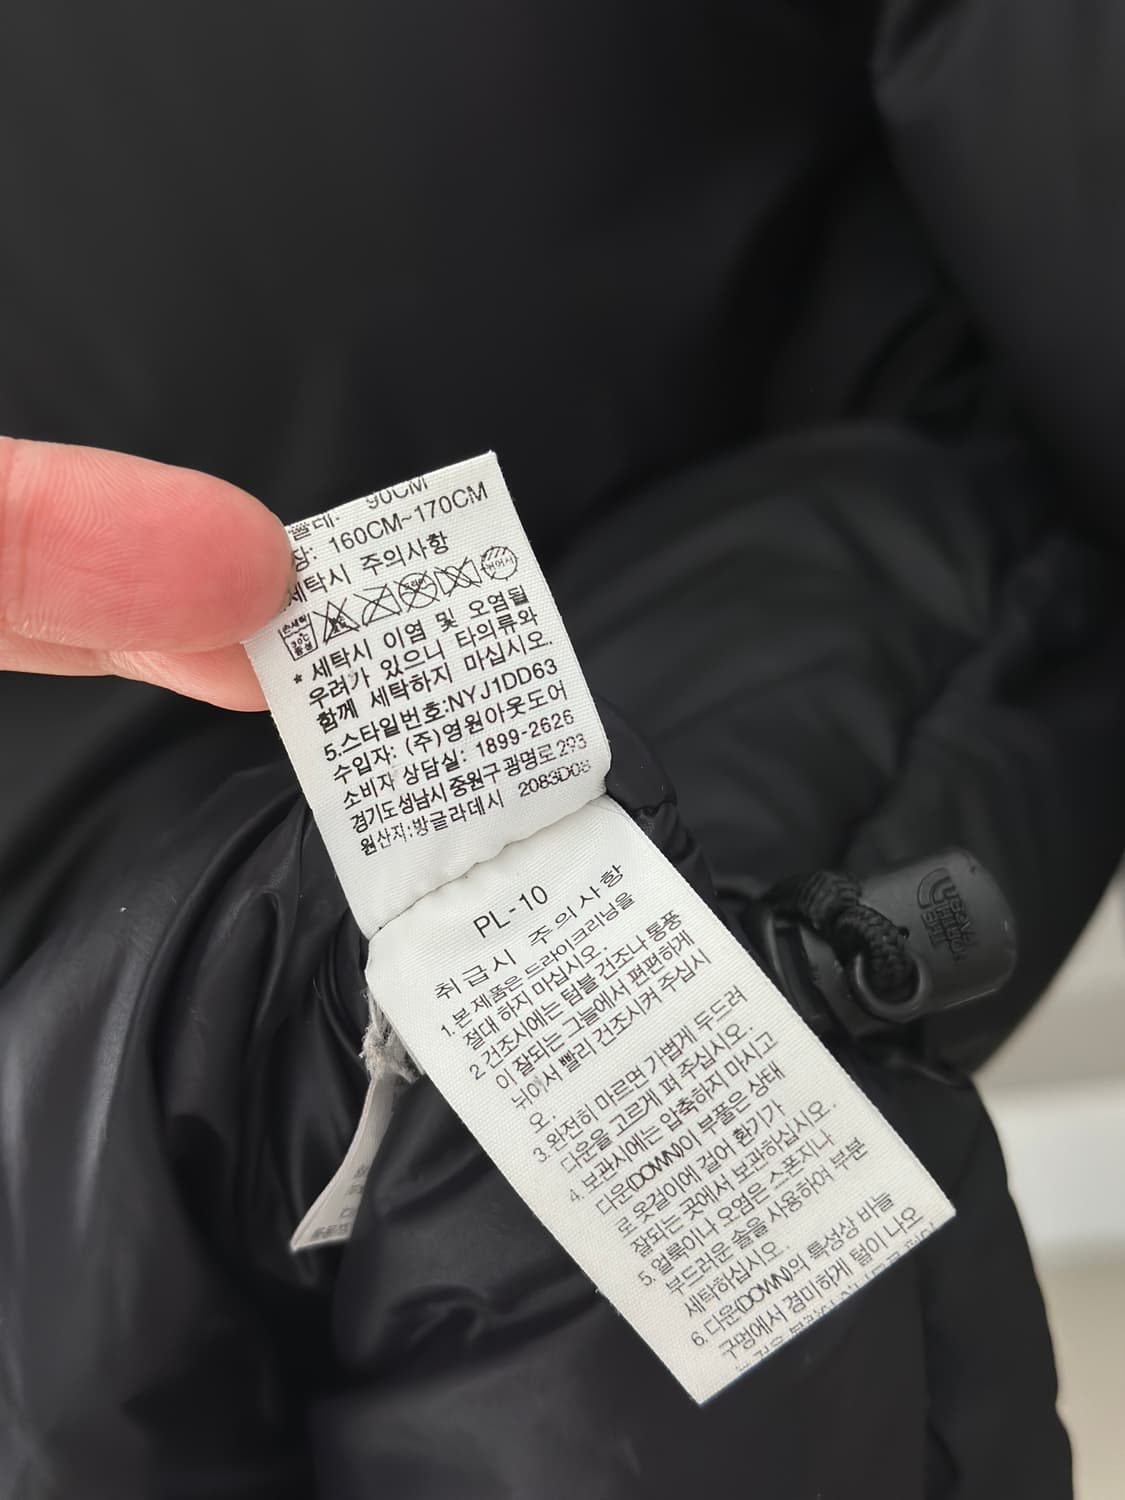 90CM
장: 160CM~170CM
세탁시 주의사항
손세탁
30℃
중성
* 세탁시 이염 및 오염될
우려가 있으니 타의류와
함께 세탁하지 마십시오.
5.스타일번호:NYJ1DD63
수입자: (주)영원아웃도어
소비자 상담실: 1899-2626
경기도성남시 중원구 광명로 293
원산지:방글라데시 2083D08
PL-10
취급시 주의사항
1.본 제품은 드라이크리닝을
절대 하지 마십시오.
2 건조시에는 텀블 건조나 통풍
이 잘되는 그늘에서 편편하게
뉘어서 빨리 건조시켜 주십시
오.
3. 완전히 마르면 가볍게 두드려
다운을 고르게 펴 주십시오.
4. 보관시에는 압축하지 마시고
다운(DOWN)이 부풀은 상태
로 옷걸이에 걸어 환기가
잘되는 곳에서 보관하십시오.
5. 얼룩이나 오염은 스폰지나
부드러운 솔을 사용하여 부분
세탁하십시오.
6. 다운(DOWN)의 특성상 바늘
구멍에서 경미하게 털이 나오
THE
NORTH
FACE